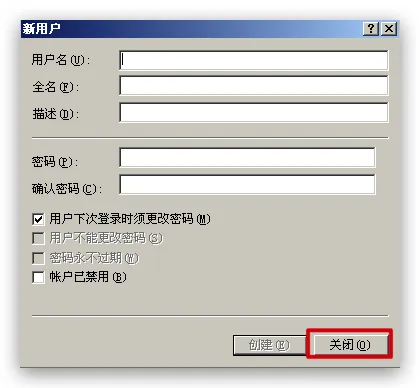 新用户
用户名(U):
全名(F):
描述(D):
密码(P):
确认密码(C):
用户下次登录时须更改密码(M)
用户不能更改密码(S)
密码永不过期(W)
帐户已禁用(B)
创建(E) 关闭(O)